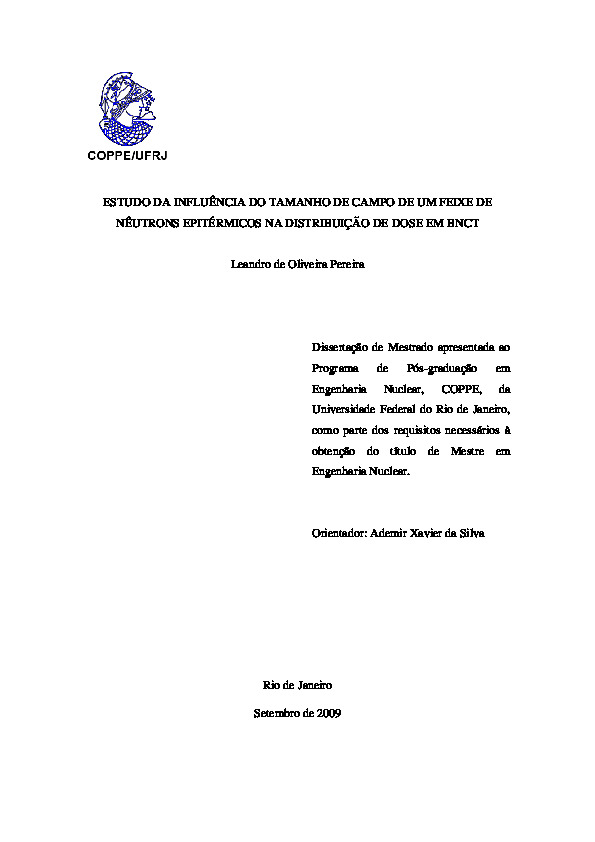 COPPE/UFRJ
ESTUDO DA INFLUÊNCIA DO TAMANHO DE CAMPO DE UM FEIXE DE
NÊUTRONS EPITÉRMICOS NA DISTRIBUIÇÃO DE DOSE EM BNCT
Leandro de Oliveira Pereira
Dissertação de Mestrado apresentada ao
Programa de Pós-graduação em
Engenharia Nuclear, COPPE, da
Universidade Federal do Rio de Janeiro,
como parte dos requisitos necessários à
obtenção do título de Mestre em
Engenharia Nuclear.
Orientador: Ademir Xavier da Silva
Rio de Janeiro
Setembro de 2009